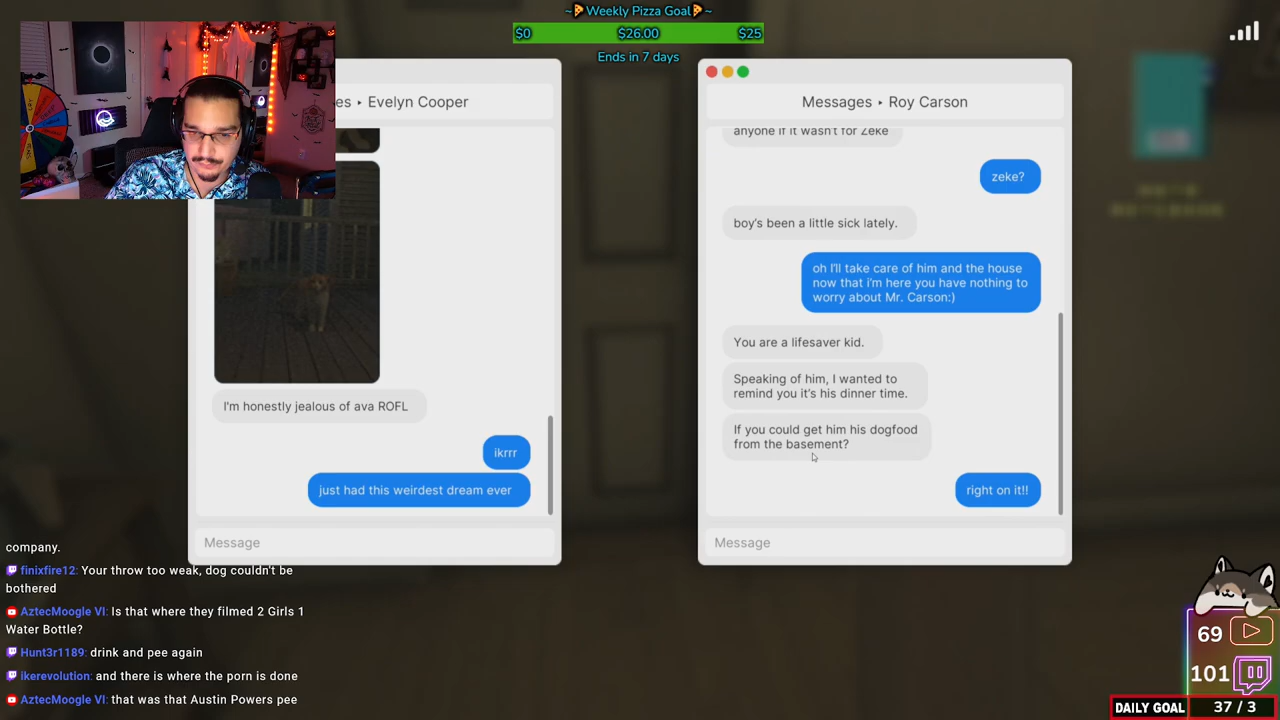 ~🍕Weekly Pizza Goal🍕~
$0
$26.00
$25
Ends in 7 days
es ▸ Evelyn Cooper
I'm honestly jealous of ava ROFL
ikrrr
just had this weirdest dream ever
Message
Messages ▸ Roy Carson
anyone if it wasn't for Zeke
zeke?
boy's been a little sick lately.
oh I'll take care of him and the house
now that i'm here you have nothing to
worry about Mr. Carson:)
You are a lifesaver kid.
Speaking of him, I wanted to
remind you it's his dinner time.
If you could get him his dogfood
from the basement?
right on it!!
Message
company.
finixfire12: Your throw too weak, dog couldn't be
bothered
AztecMoogle VI: Is that where they filmed 2 Girls 1
Water Bottle?
Hunt3r1189: drink and pee again
ikerevolution: and there is where the porn is done
AztecMoogle VI: that was that Austin Powers pee
69
101
DAILY GOAL
37 / 3